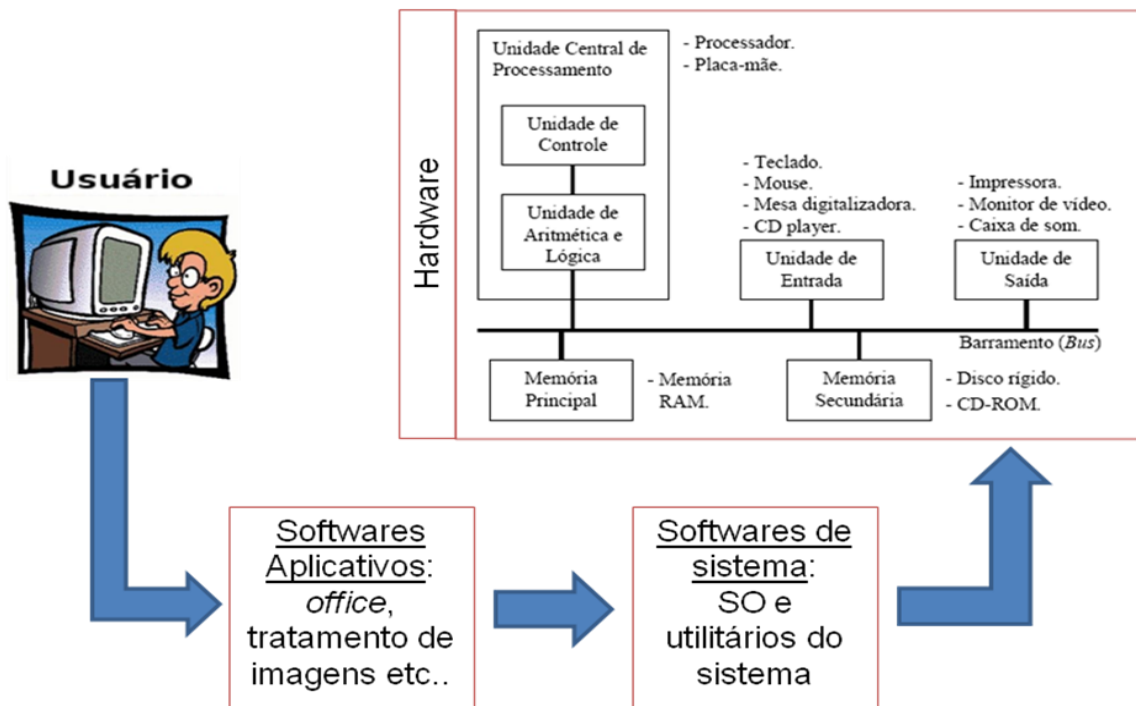 Usuário
Hardware
Unidade Central de
Processamento
- Processador.
- Placa-mãe.
Unidade de
Controle
Unidade de
Aritmética e
Lógica
- Teclado.
- Mouse.
- Mesa digitalizadora.
- CD player.
Unidade de
Entrada
- Impressora.
- Monitor de vídeo.
- Caixa de som.
Unidade de
Saída
Barramento (Bus)
Memória
Principal
- Memória
RAM.
Memória
Secundária
- Disco rígido.
- CD-ROM.
Softwares
Aplicativos:
office,
tratamento de
imagens etc..
Softwares de
sistema:
SO e
utilitários do
sistema